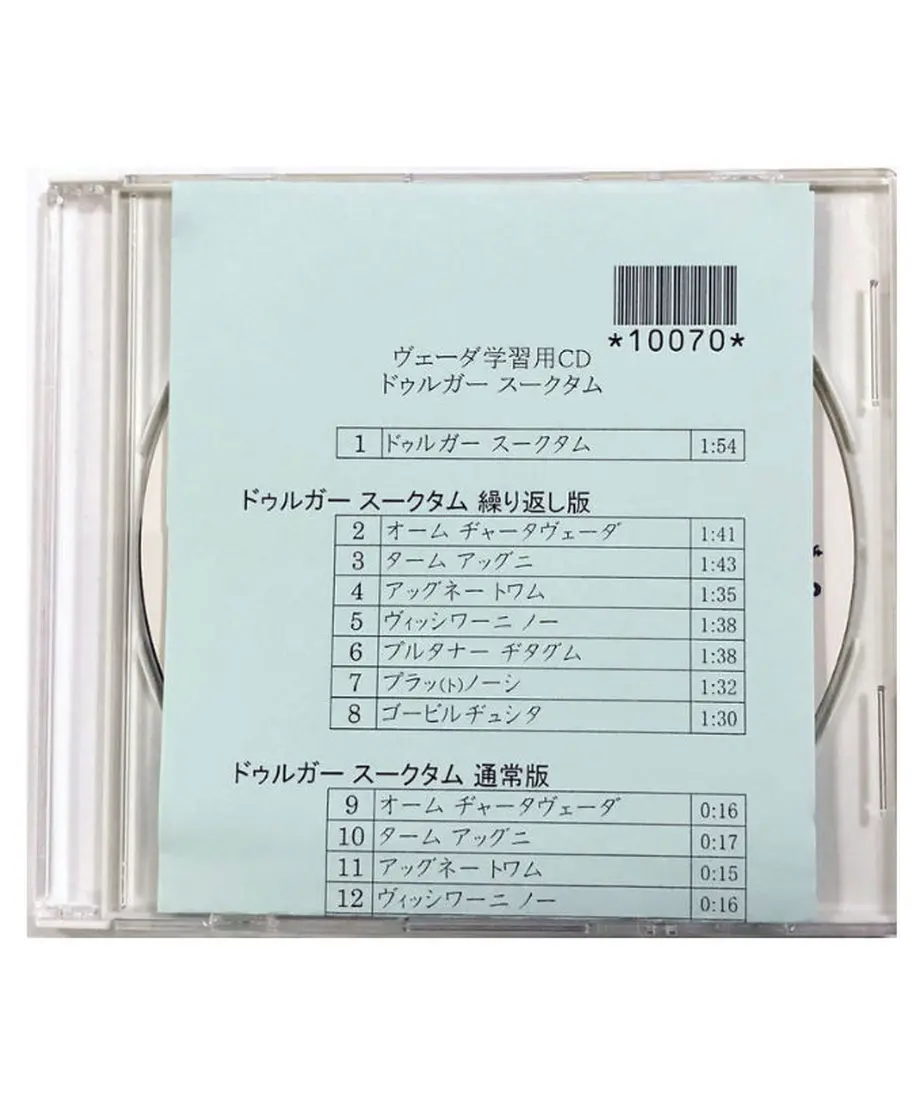 *10070*
ヴェーダ学習用CD
ドゥルガー スークタム
1 ドゥルガー スークタム 1:54
ドゥルガー スークタム 繰り返し版
2 オーム ヂャータヴェーダ 1:41
3 ターム アッグニ 1:43
4 アッグネー トワム 1:35
5 ヴィッシワーニ ノー 1:38
6 プルタナー ヂタグム 1:38
7 プラッ(ト)ノーシ 1:32
8 ゴービルヂュシタ 1:30
ドゥルガー スークタム 通常版
9 オーム ヂャータヴェーダ 0:16
10 ターム アッグニ 0:17
11 アッグネー トワム 0:15
12 ヴィッシワーニ ノー 0:16